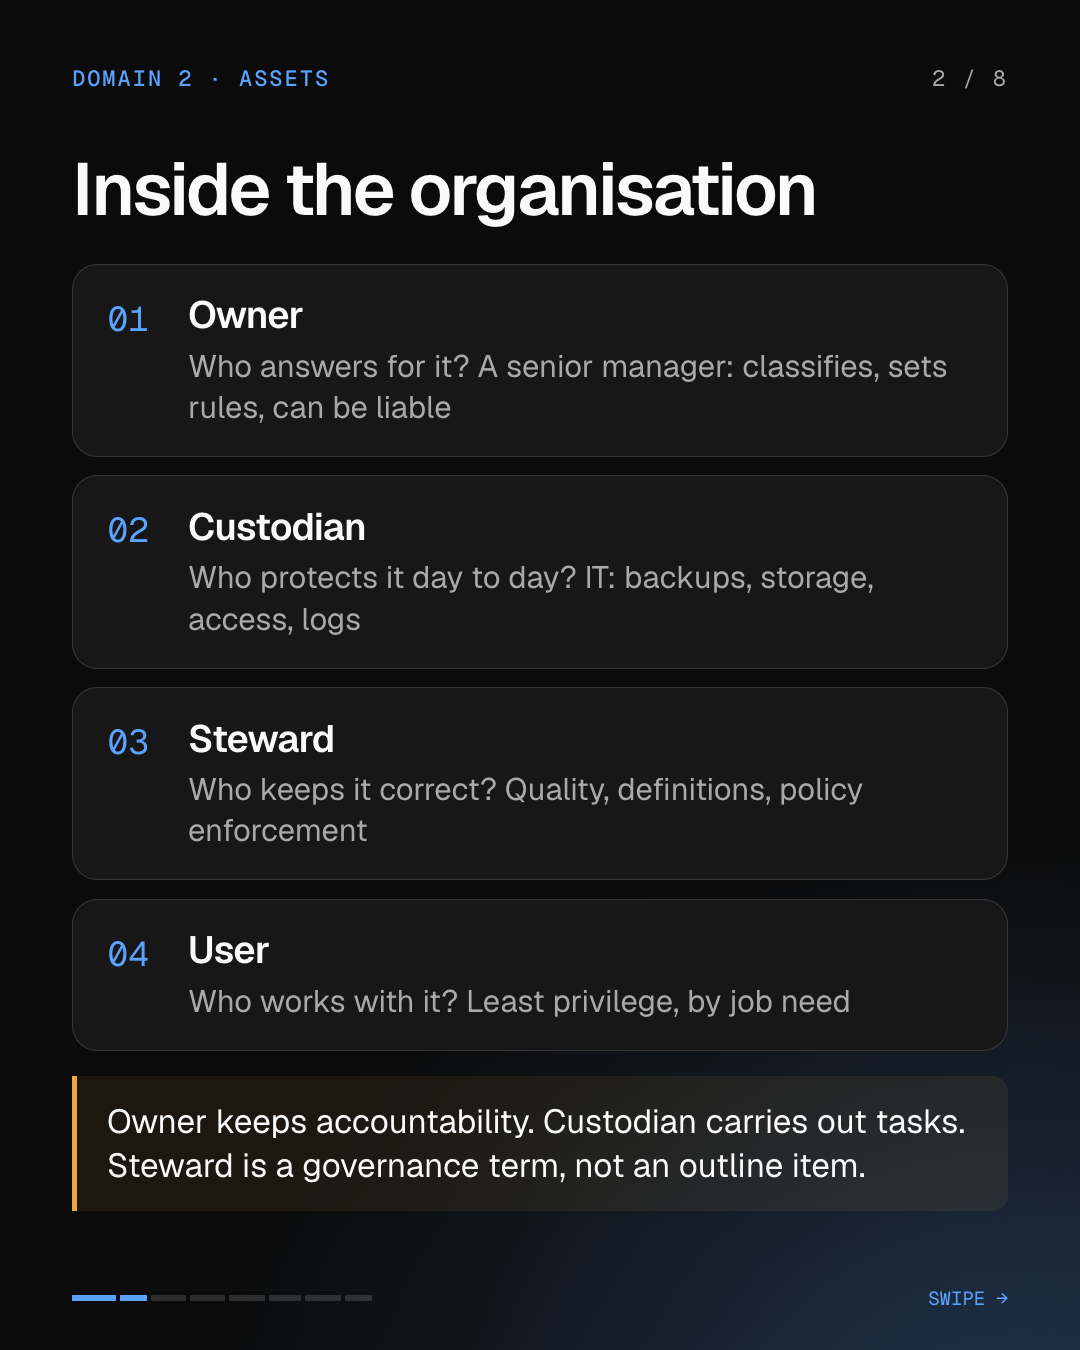 DOMAIN 2 · ASSETS
2 / 8
Inside the organisation
01
Owner
Who answers for it? A senior manager: classifies, sets
rules, can be liable
02
Custodian
Who protects it day to day? IT: backups, storage,
access, logs
03
Steward
Who keeps it correct? Quality, definitions, policy
enforcement
04
User
Who works with it? Least privilege, by job need
Owner keeps accountability. Custodian carries out tasks.
Steward is a governance term, not an outline item.
SWIPE →